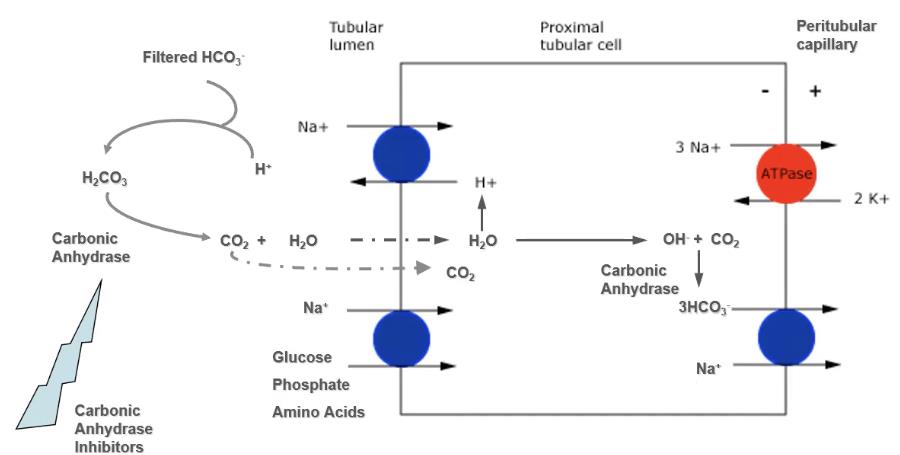 Tubular
lumen
Proximal
tubular cell
Peritubular
capillary
Filtered HCO₃⁻
- +
Na+
3 Na+
ATPase
H⁺
H₂CO₃
H+
2 K+
Carbonic
Anhydrase
CO₂ + H₂O
H₂O
OH⁻ + CO₂
CO₂
Carbonic
Anhydrase
Na⁺
3HCO₃⁻
Glucose
Phosphate
Amino Acids
Na⁺
Carbonic
Anhydrase
Inhibitors